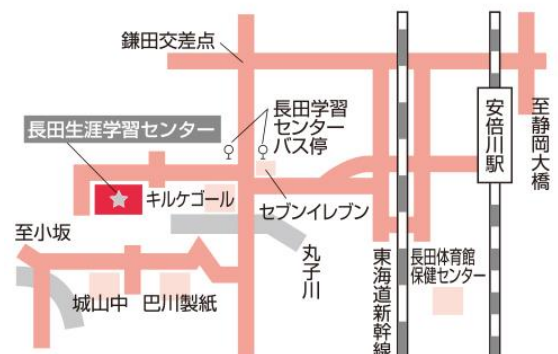 鎌田交差点
長田学習
センター
バス停
長田生涯学習センター
キルケゴール
セブンイレブン
安倍川駅
至静岡大橋
至小坂
丸子川
東海道新幹線
長田体育館
保健センター
城山中
巴川製紙